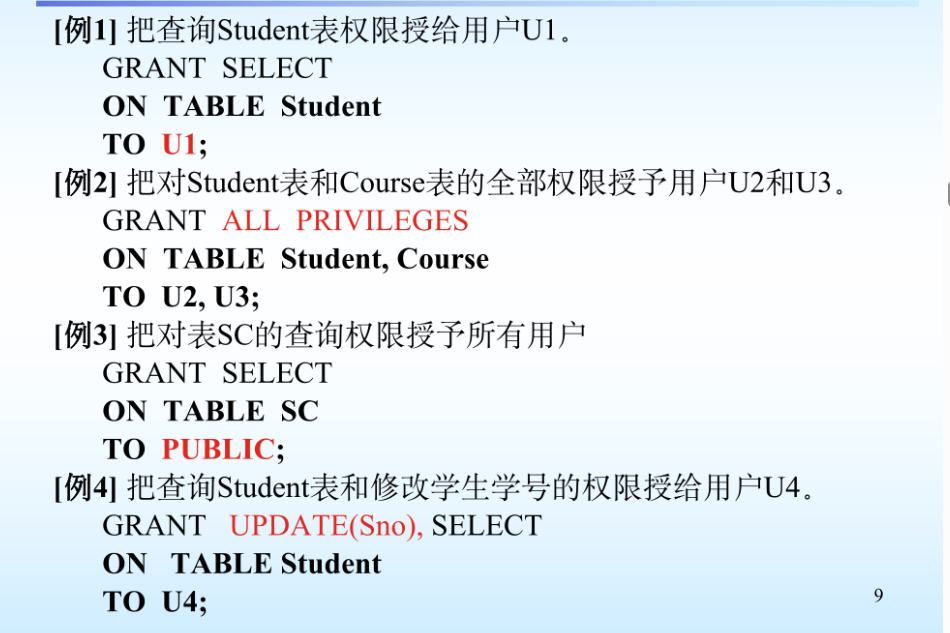 [例1] 把查询Student表权限授给用户U1。
GRANT SELECT
ON TABLE Student
TO U1;
[例2] 把对Student表和Course表的全部权限授予用户U2和U3。
GRANT ALL PRIVILEGES
ON TABLE Student, Course
TO U2, U3;
[例3] 把对表SC的查询权限授予所有用户
GRANT SELECT
ON TABLE SC
TO PUBLIC;
[例4] 把查询Student表和修改学生学号的权限授给用户U4。
GRANT UPDATE(Sno), SELECT
ON TABLE Student
TO U4;
9